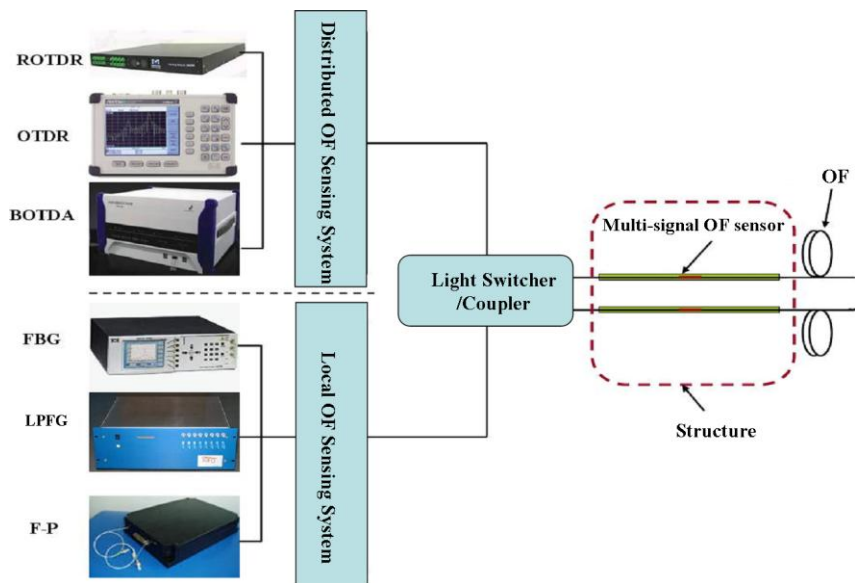 ROTDR
OTDR
BOTDA
Distributed OF Sensing System
FBG
LPFG
F-P
Local OF Sensing System
Light Switcher
/Coupler
Multi-signal OF sensor
OF
Structure